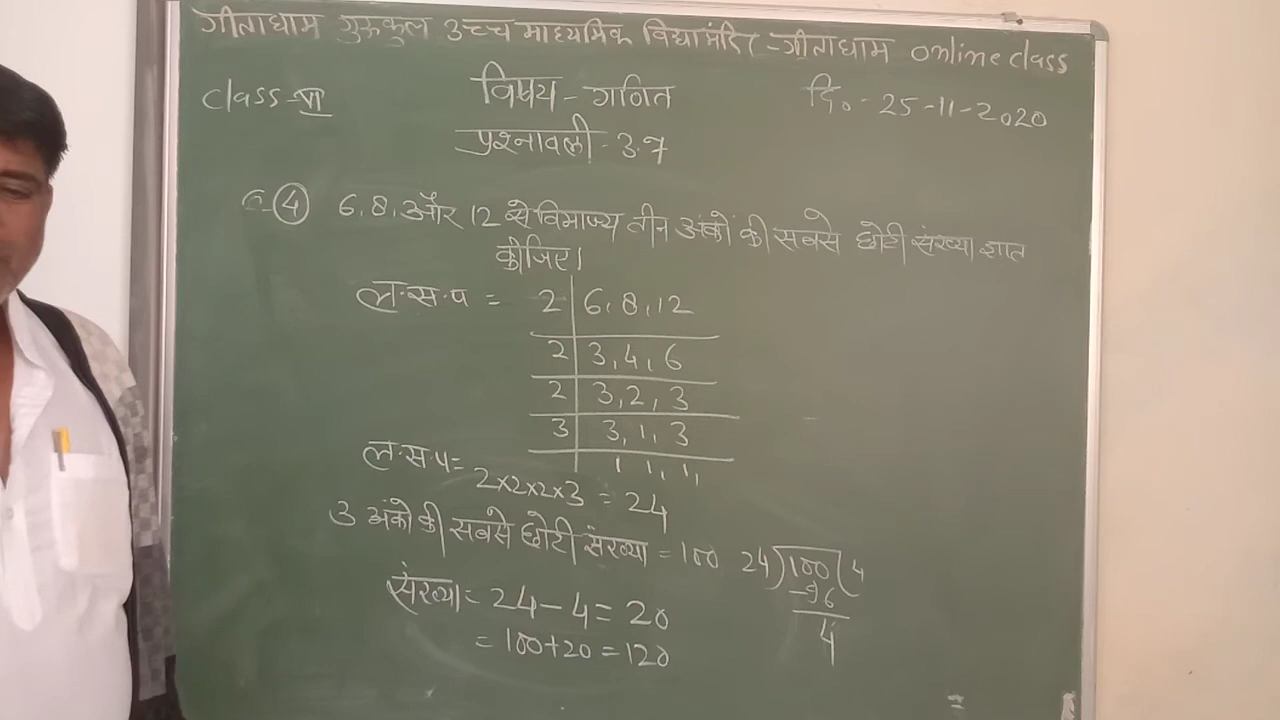 गीताधाम गुरुकुल उच्च माध्यमिक विद्या मंदिर - गीताधाम online class
class - VI विषय - गणित दि० - 25-11-2020
प्रश्नावली - 3.7
④ 6, 8, और 12 से विभाज्य तीन अंकों की सबसे छोटी संख्या ज्ञात
कीजिए।
ल.स.प = 2 | 6, 8, 12
2 | 3, 4, 6
2 | 3, 2, 3
3 | 3, 1, 3
1, 1, 1,
ल.स.प = 2×2×2×3 = 24
3 अंको की सबसे छोटी संख्या = 100 24)100(4
-96
4
संख्या = 24 - 4 = 20
= 100+20 = 120